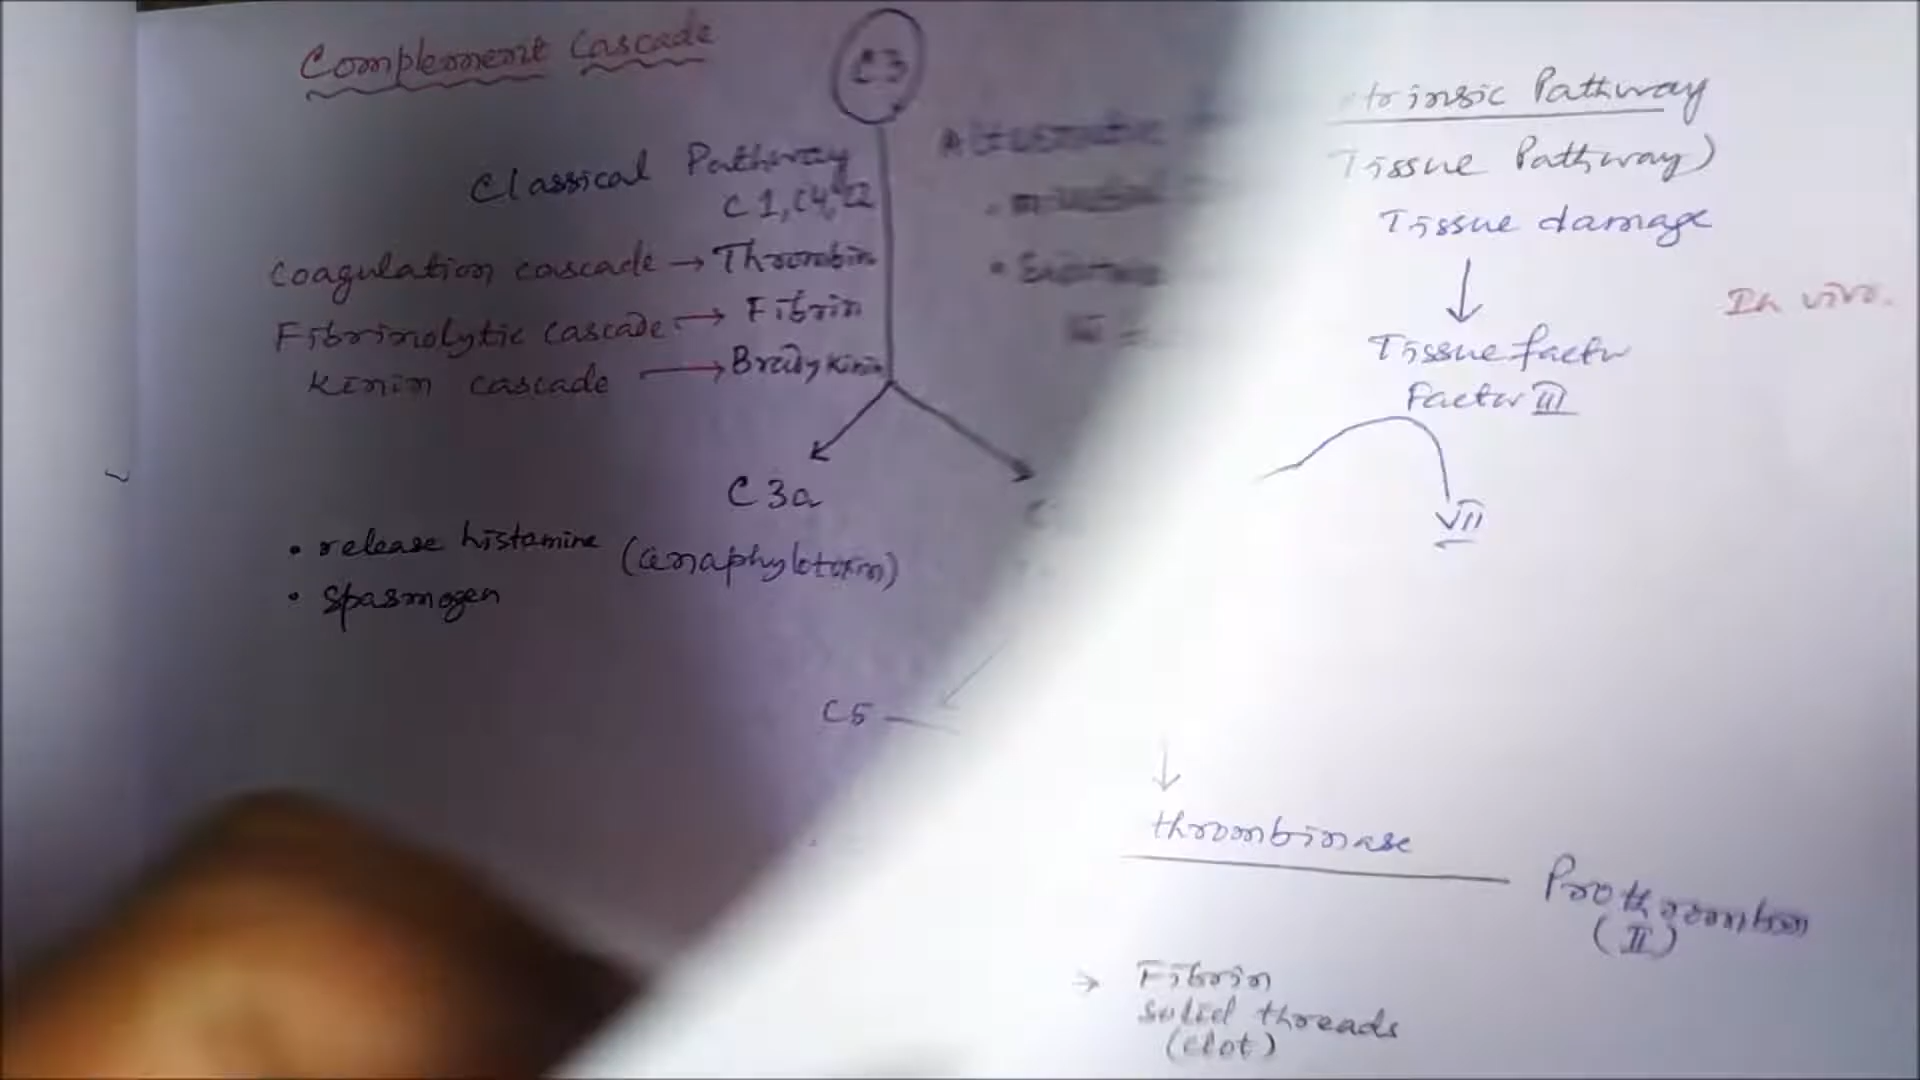 Complement Cascade
C3
Classical Pathway
C1, C4, C2
Coagulation cascade → Thrombin
Fibrinolytic cascade → Fibrin
Kinin cascade → Bradykinin
C3a
• release histamine (anaphylotoxin)
• Spasmogen
C5
trinsic Pathway
Tissue Pathway)
Tissue damage
In vivo.
Tissue factor
Factor III
VII
thrombinase
Prothrombin
(II)
→ Fibrin
solid threads
(clot)